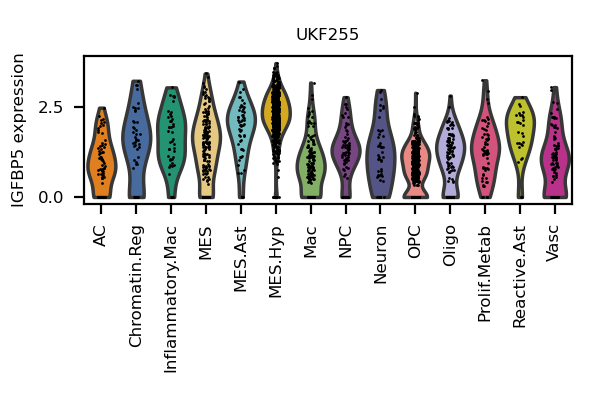 UKF255
IGFBP5 expression
2.5
0.0
AC
Chromatin.Reg
Inflammatory.Mac
MES
MES.Ast
MES.Hyp
Mac
NPC
Neuron
OPC
Oligo
Prolif.Metab
Reactive.Ast
Vasc